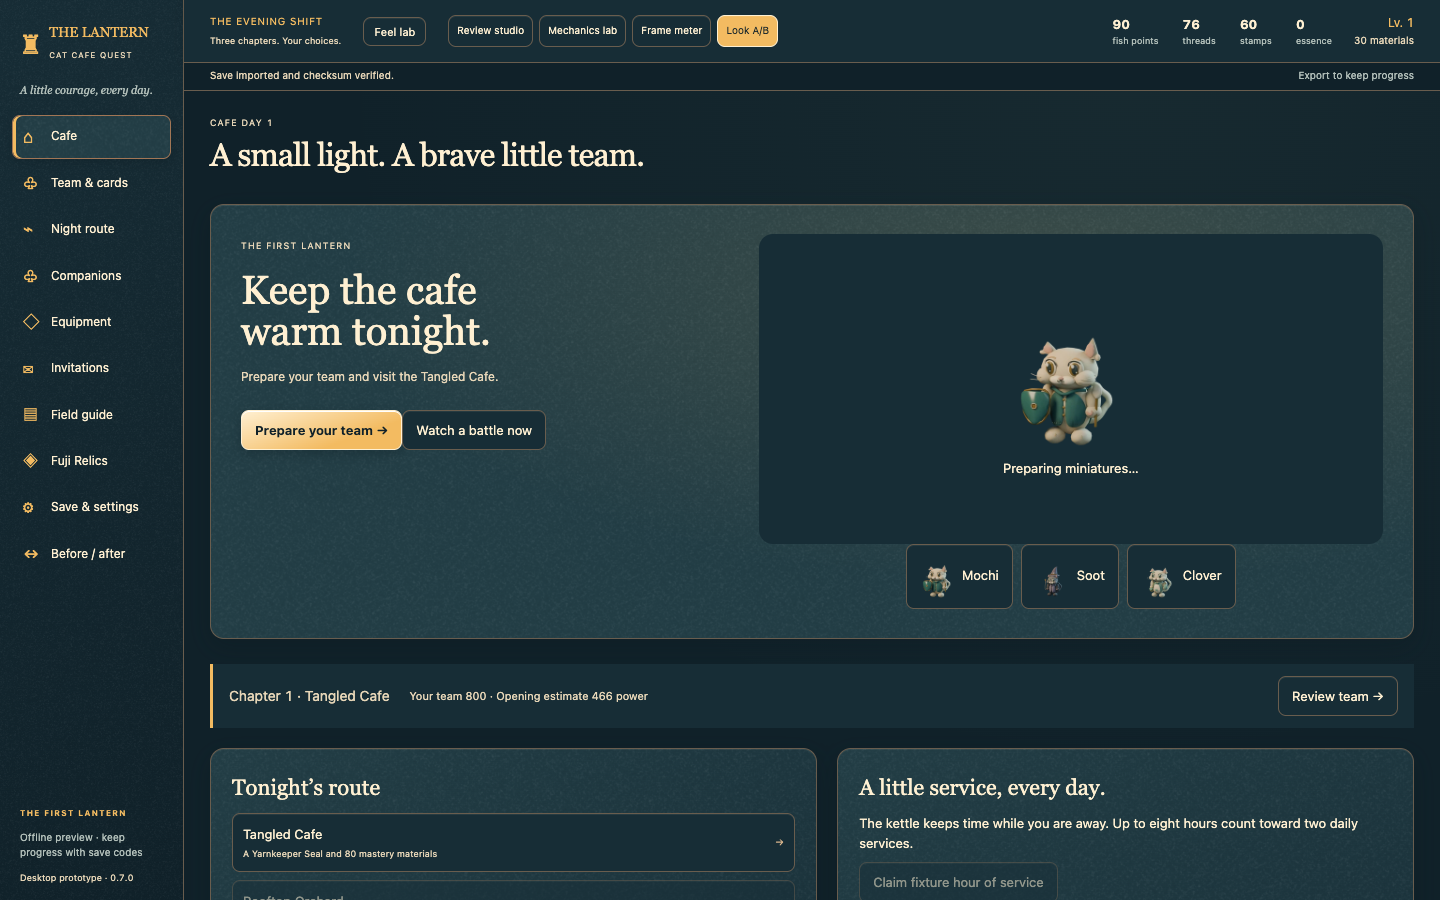 THE LANTERN
CAT CAFE QUEST
A little courage, every day.
Cafe
Team & cards
Night route
Companions
Equipment
Invitations
Field guide
Fuji Relics
Save & settings
Before / after
THE FIRST LANTERN
Offline preview · keep
progress with save codes
Desktop prototype · 0.7.0
THE EVENING SHIFT
Three chapters. Your choices.
Feel lab
Review studio
Mechanics lab
Frame meter
Look A/B
90
fish points
76
threads
60
stamps
0
essence
Lv. 1
30 materials
Save imported and checksum verified.
Export to keep progress
CAFE DAY 1
A small light. A brave little team.
THE FIRST LANTERN
Keep the cafe
warm tonight.
Prepare your team and visit the Tangled Cafe.
Prepare your team →
Watch a battle now
Preparing miniatures...
Mochi
Soot
Clover
Chapter 1 · Tangled Cafe
Your team 800 · Opening estimate 466 power
Review team →
Tonight’s route
Tangled Cafe
A Yarnkeeper Seal and 80 mastery materials
→
A little service, every day.
The kettle keeps time while you are away. Up to eight hours count toward two daily
services.
Claim fixture hour of service